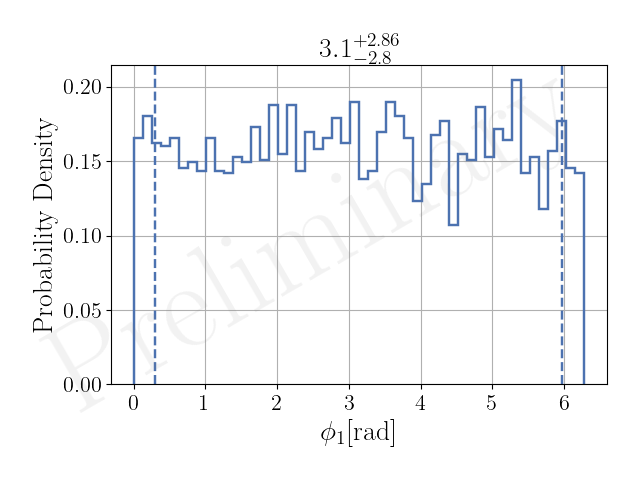 3.1^{+2.86}_{-2.8}
Probability Density
0.20
0.15
0.10
0.05
0.00
0 1 2 3 4 5 6
ϕ₁[rad]
Preliminary